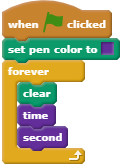 when clicked
set pen color to
forever
clear
time
second